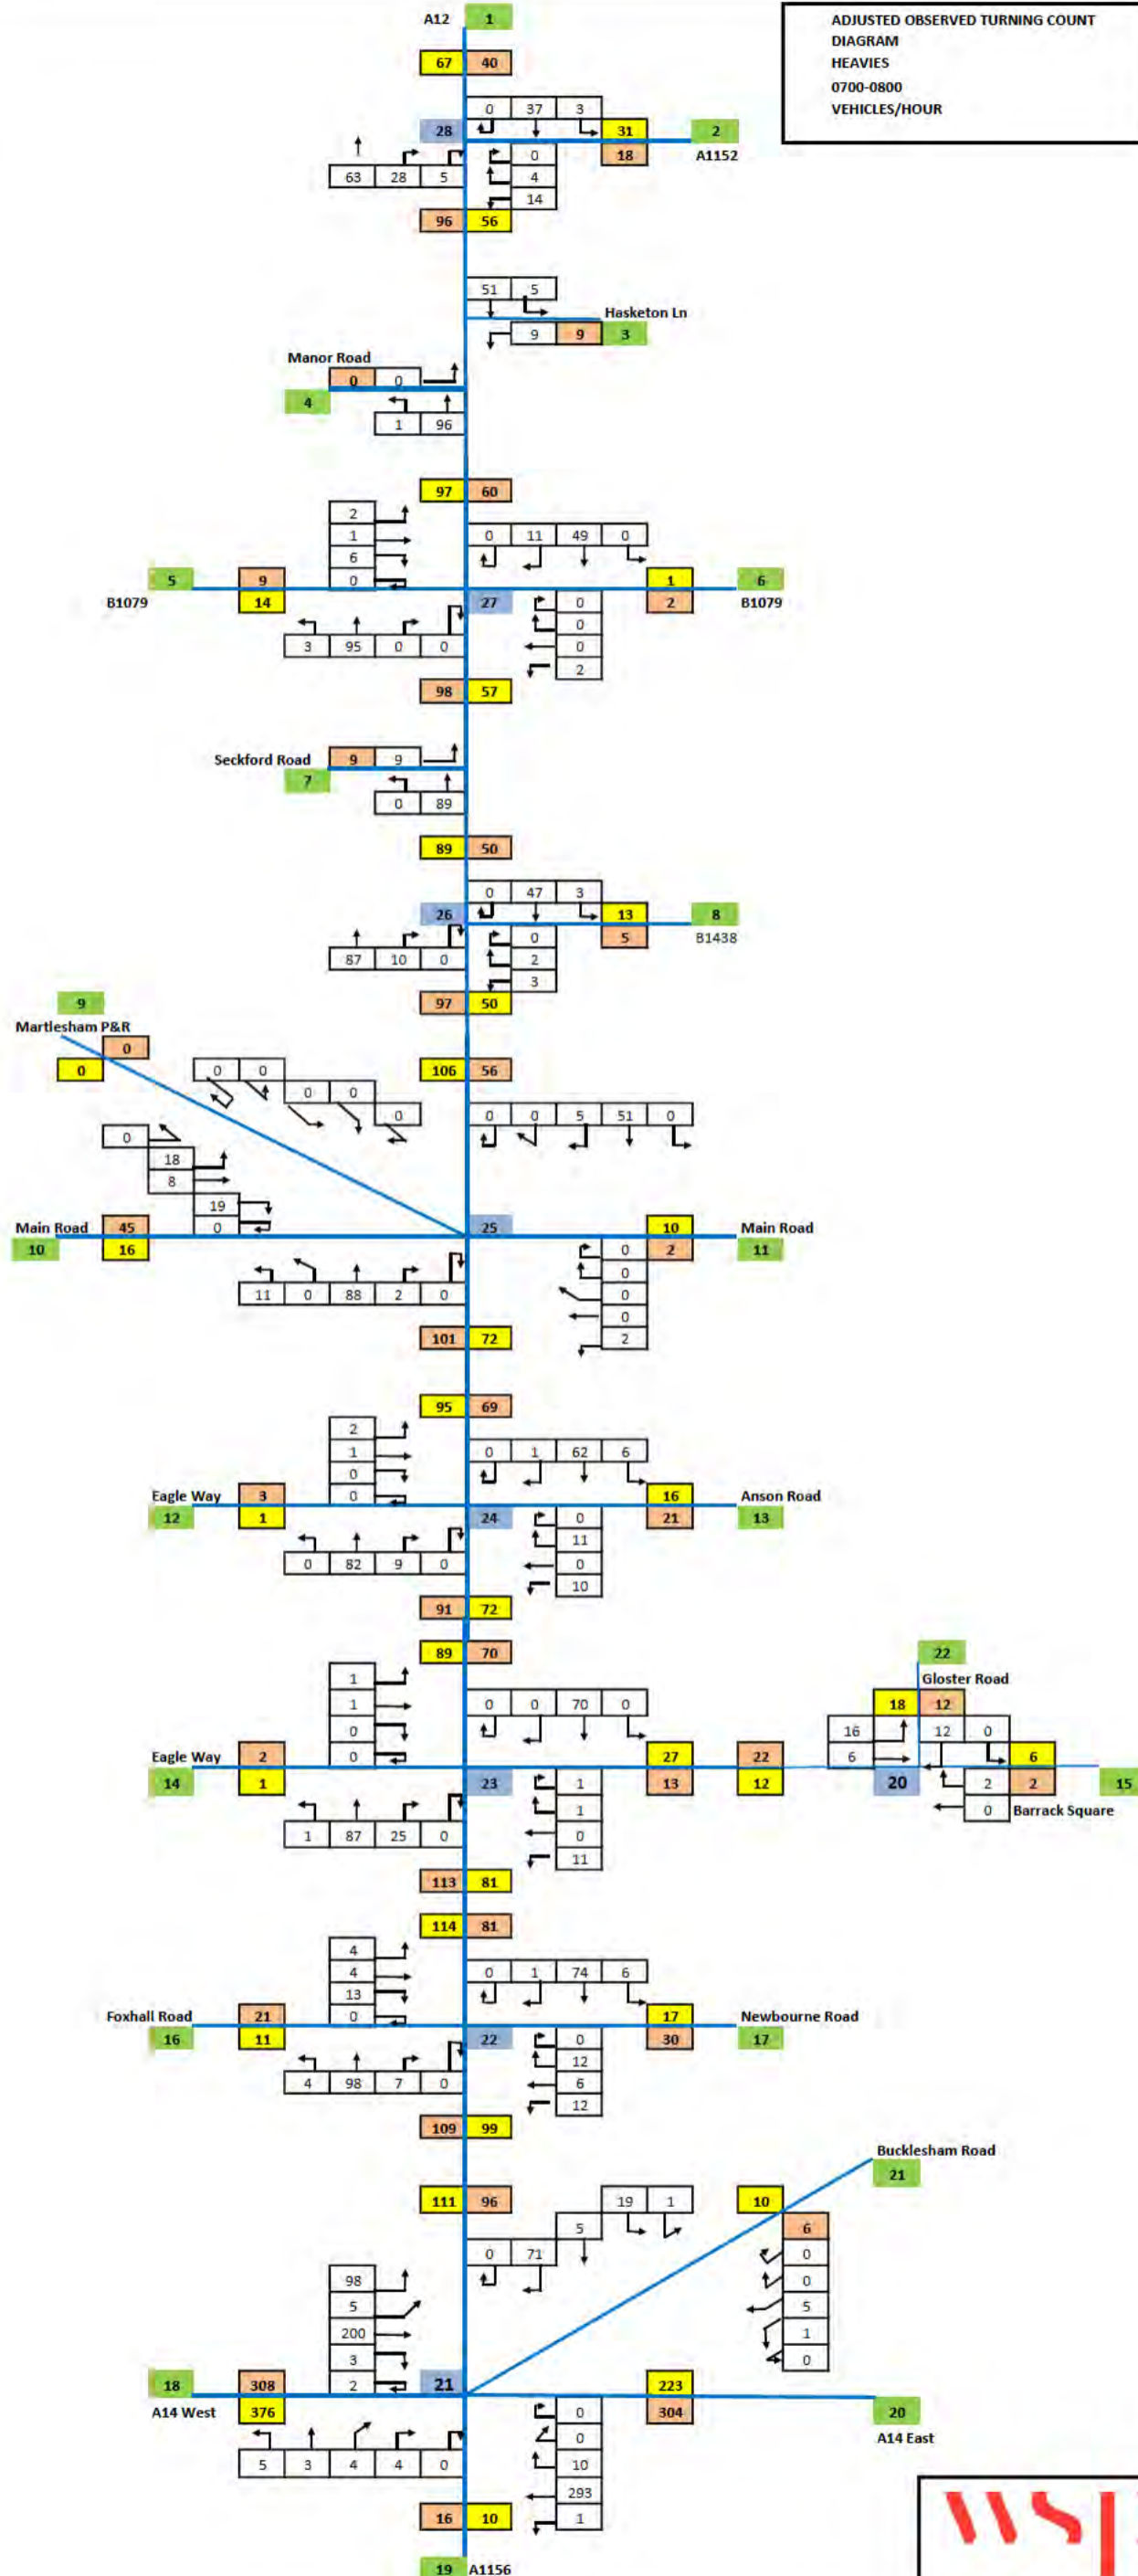 A12 1
ADJUSTED OBSERVED TURNING COUNT
DIAGRAM
HEAVIES
0700-0800
VEHICLES/HOUR
67 40
0 37 3
28 31 2
18 A1152
0
4
14
63 28 5
96 56
51 5
Hasketon Ln
9 9 3
Manor Road
0 0
4
1 96
97 60
2
1
6
0
0 11 49 0
5 9 1 6
B1079 14 27 2 B1079
0
0
0
2
3 95 0 0
98 57
Seckford Road 9 9
7
0 89
89 50
0 47 3
26 13 8
5 B1438
0
2
3
87 10 0
97 50
9
Martlesham P&R
0
0
0 0
0 0
0
106 56
0 0 5 51 0
0
18
8
19
0
Main Road 45 25 10 Main Road
10 16 2 11
0
0
0
0
2
11 0 88 2 0
101 72
95 69
2
1
0
0
0 1 62 6
Eagle Way 3 16 Anson Road
12 1 24 21 13
0
11
0
10
0 82 9 0
91 72
89 70
1
1
0
0
0 0 70 0
22
Gloster Road
18 12
16 12 0
6 6
Eagle Way 2 27 22
14 1 23 13 12 20 2 2 15
0 Barrack Square
1
1
0
11
1 87 25 0
113 81
114 81
4
4
13
0
0 1 74 6
Foxhall Road 21 17 Newbourne Road
16 11 22 30 17
0
12
6
12
4 98 7 0
109 99
Bucklesham Road
21
111 96
19 1
5
0 71
10
6
0
0
5
1
0
98
5
200
3
2
18 308 21 223
A14 West 376 304 20
A14 East
0
0
10
293
1
5 3 4 4 0
16 10
19 A1156
WSP